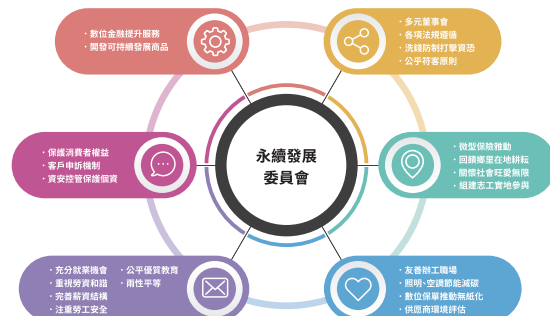 ・數位金融提升服務
・開發可持續發展商品
・多元董事會
・各項法規遵循
・洗錢防制打擊資恐
・公平待客原則
・保護消費者權益
・客戶申訴機制
・資安控管保護個資
永續發展
委員會
・微型保險推動
・回饋鄉里在地耕耘
・關懷社會旺愛無限
・組建志工實地參與
・充分就業機會
・重視勞資和諧
・完善薪資結構
・注重勞工安全
・公平優質教育
・兩性平等
・友善辦工職場
・照明、空調節能減碳
・數位保單推動無紙化
・供應商環境評估